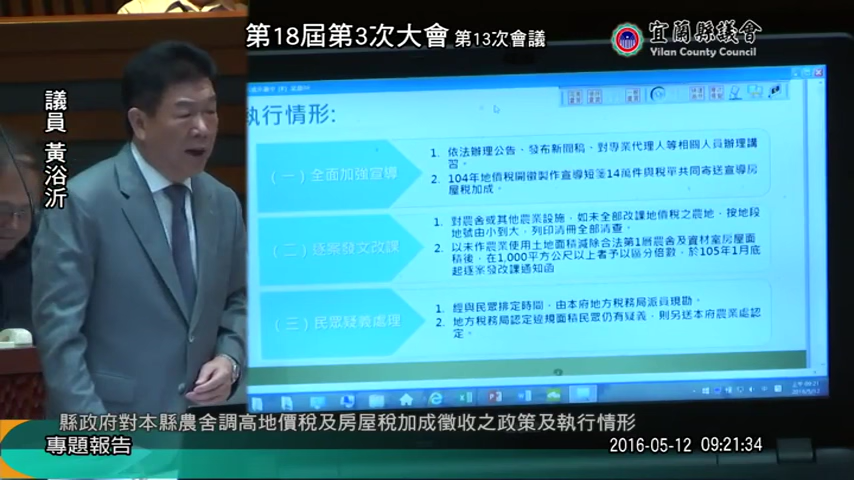 第18屆第3次大會 第13次會議
宜蘭縣議會
Yilan County Council
議員 黃浴沂
執行情形:
(一)全面加強宣導
1. 依法辦理公告、發布新聞稿、對專業代理人等相關人員辦理講
習。
2. 104年地價稅開徵製作宣導短箋14萬件與稅單共同寄送宣導房
屋稅加成。
(二)逐案發文改課
1. 對農舍或其他農業設施，如未全部改課地價稅之農地，按地段
地號由小到大，列印清冊全部清查。
2. 以未作農業使用土地面積減除合法第1層農舍及資材室房屋面
積後，在1,000平方公尺以上者予以區分倍數，於105年1月底
起逐案發改課通知函
(三)民眾疑義處理
1. 經與民眾排定時間，由本府地方稅務局派員現勘。
2. 地方稅務局認定違規面積民眾仍有疑義，則另送本府農業處認
定。
縣政府對本縣農舍調高地價稅及房屋稅加成徵收之政策及執行情形
專題報告
2016-05-12 09:21:34